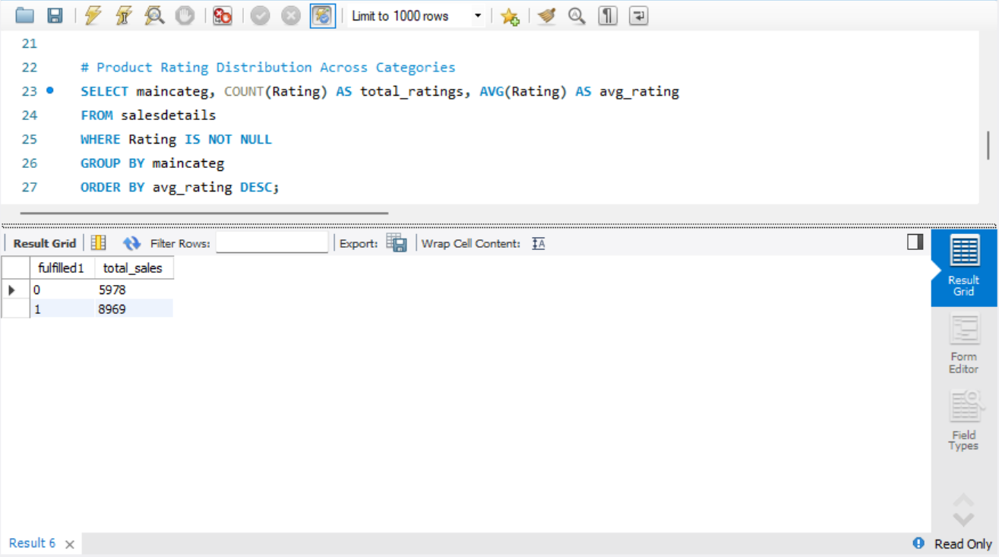 Limit to 1000 rows
21
22 # Product Rating Distribution Across Categories
23 SELECT maincateg, COUNT(Rating) AS total_ratings, AVG(Rating) AS avg_rating
24 FROM salesdetails
25 WHERE Rating IS NOT NULL
26 GROUP BY maincateg
27 ORDER BY avg_rating DESC;
Result Grid Filter Rows: Export: Wrap Cell Content:
fulfilled1 total_sales
0 5978
1 8969
Result
Grid
Form
Editor
Field
Types
Result 6 Read Only